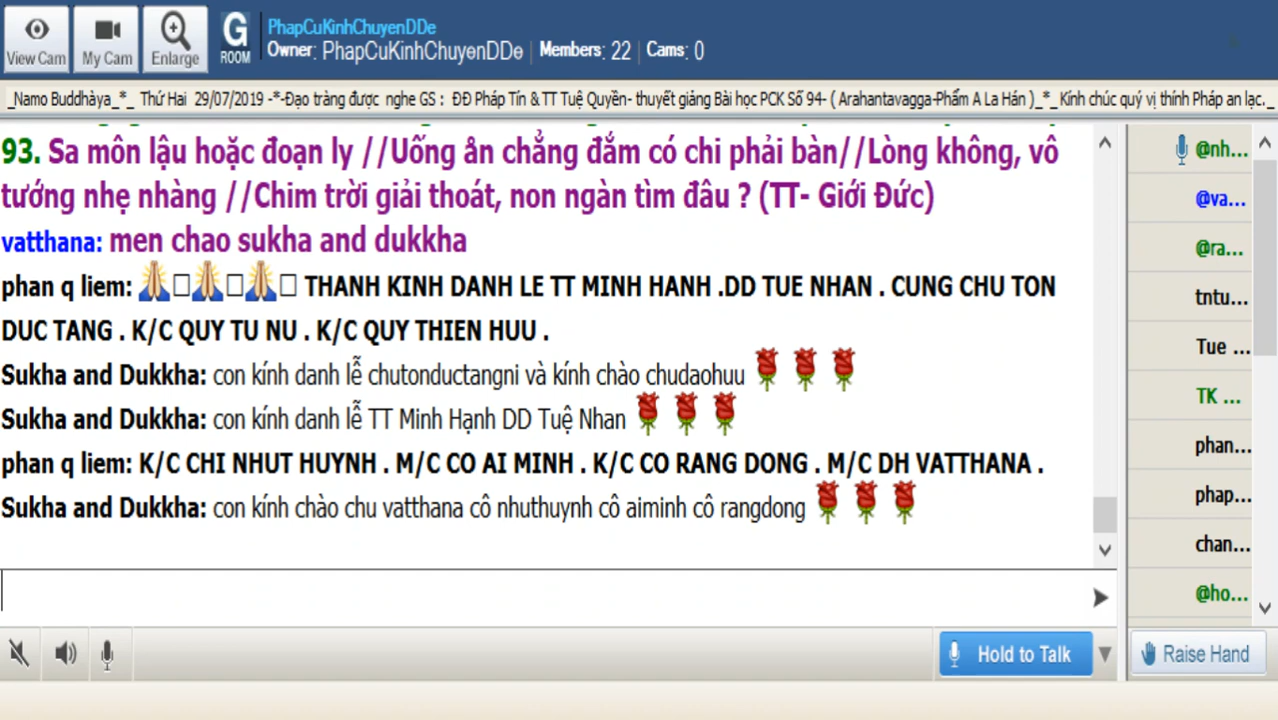 PhapCuKinhChuyenDDe
Owner: PhapCuKinhChuyenDDe | Members: 22 | Cams: 0
View Cam
My Cam
Enlarge
G
ROOM
_Namo Buddhàya_*_ Thứ Hai 29/07/2019 -*-Đạo tràng được nghe GS : ĐĐ Pháp Tín & TT Tuệ Quyền- thuyết giảng Bài học PCK Số 94- ( Arahantavagga-Phẩm A La Hán )_*_ Kính chúc quý vị thính Pháp an lạc._
93. Sa môn lậu hoặc đoạn ly //Uống ản chẳng đắm có chi phải bàn//Lòng không, vô
tướng nhẹ nhàng //Chim trời giải thoát, non ngàn tìm đâu ? (TT- Giới Đức)
vatthana: men chao sukha and dukkha
phan q liem: 🙏□🙏□🙏□ THANH KINH DANH LE TT MINH HANH .DD TUE NHAN . CUNG CHU TON
DUC TANG . K/C QUY TU NU . K/C QUY THIEN HUU .
Sukha and Dukkha: con kính danh lễ chutonductangni và kính chào chudaohuu 🌹 🌹 🌹
Sukha and Dukkha: con kính danh lễ TT Minh Hạnh DD Tuệ Nhan 🌹 🌹 🌹
phan q liem: K/C CHI NHUT HUYNH . M/C CO AI MINH . K/C CO RANG DONG . M/C DH VATTHANA .
Sukha and Dukkha: con kính chào chu vatthana cô nhuthuynh cô aiminh cô rangdong 🌹 🌹 🌹
@nh...
@va...
@ra...
tntu...
Tue ...
TK ...
phan...
phap...
chan...
@ho...
Hold to Talk
Raise Hand